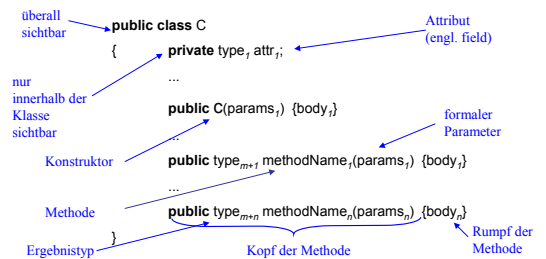 überall
sichtbar
public class C
Attribut
(engl. field)
{ private type₁ attr₁;
...
nur
innerhalb der
Klasse
sichtbar
public C(params₁) {body₁}
formaler
Parameter
Konstruktor
...
public typeₘ₊₁ methodName₁(params₁) {body₁}
...
Methode
public typeₘ₊ₙ methodNameₙ(paramsₙ) {bodyₙ}
}
Ergebnistyp
Kopf der Methode
Rumpf der
Methode